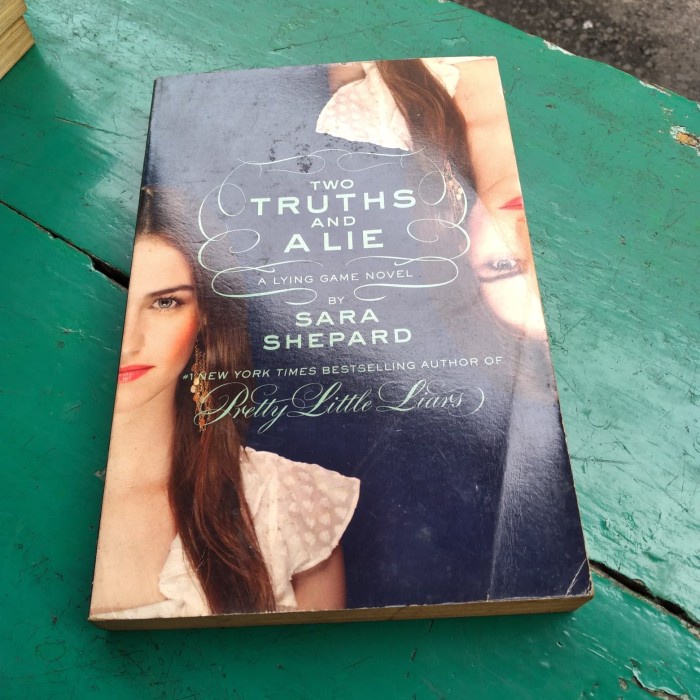 TWO
TRUTHS
AND
A LIE
A LYING GAME NOVEL
BY
SARA
SHEPARD
#1 NEW YORK TIMES BESTSELLING AUTHOR OF
Pretty Little Liars